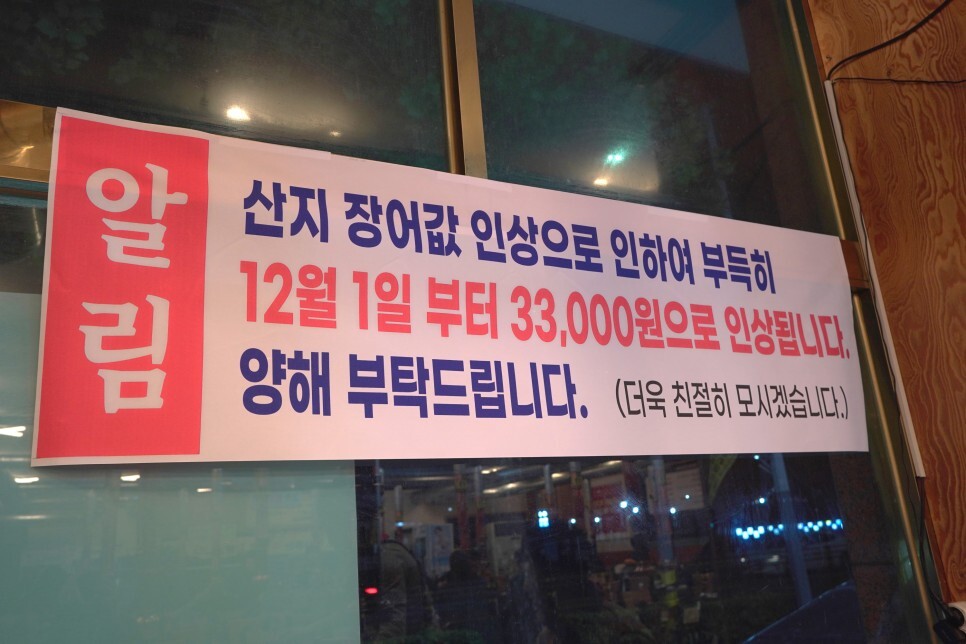 알림
산지 장어값 인상으로 인하여 부득히
12월 1일 부터 33,000원으로 인상됩니다.
양해 부탁드립니다. (더욱 친절히 모시겠습니다.)